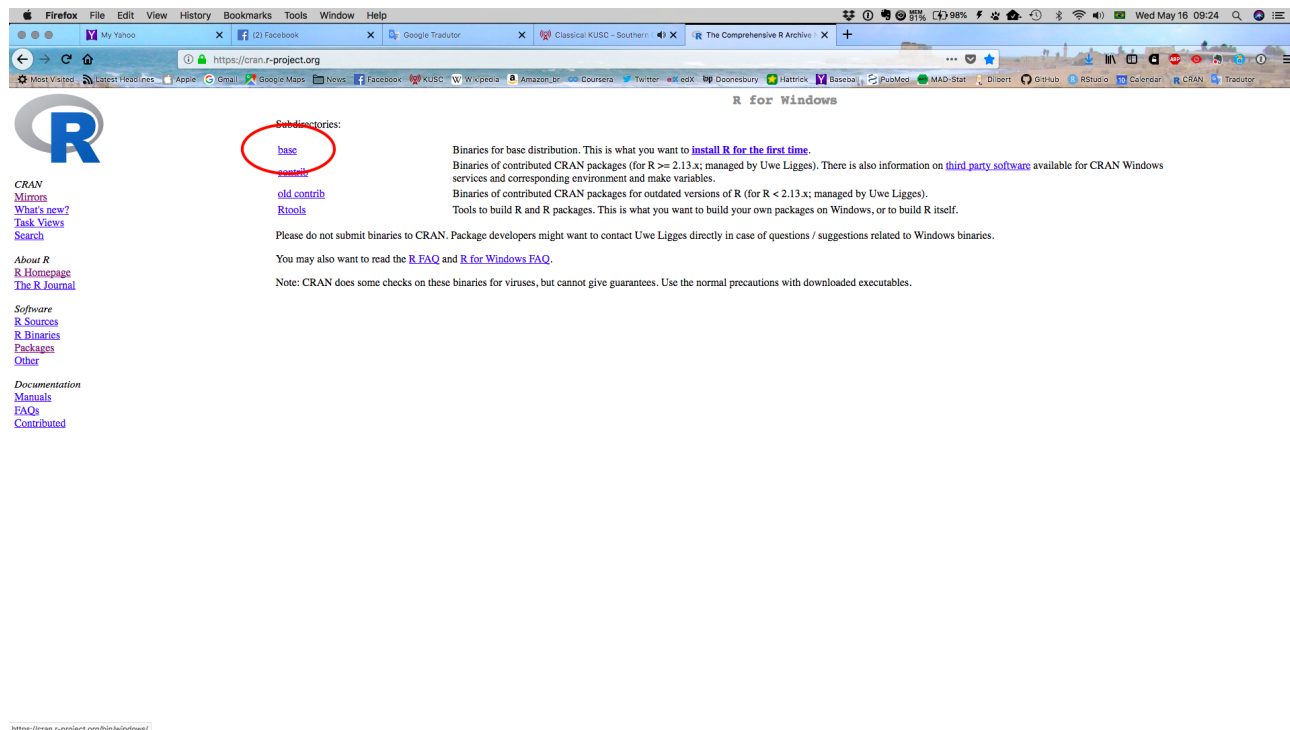 Firefox File Edit View History Bookmarks Tools Window Help
MEM 91% 98% Wed May 16 09:24
My Yahoo
(2) Facebook
Google Tradutor
Classical KUSC – Southern C
The Comprehensive R Archive N
https://cran.r-project.org
Most Visited Latest Headlines Apple Gmail Google Maps News Facebook KUSC Wikipedia Amazon_br Coursera Twitter edX Doonesbury Hattrick Baseball PubMed MAD-Stat Dilbert GitHub RStudio Calendar CRAN Tradutor
R
CRAN
Mirrors
What's new?
Task Views
Search
About R
R Homepage
The R Journal
Software
R Sources
R Binaries
Packages
Other
Documentation
Manuals
FAQs
Contributed
R for Windows
Subdirectories:
base Binaries for base distribution. This is what you want to install R for the first time.
contrib Binaries of contributed CRAN packages (for R >= 2.13.x; managed by Uwe Ligges). There is also information on third party software available for CRAN Windows
services and corresponding environment and make variables.
old contrib Binaries of contributed CRAN packages for outdated versions of R (for R < 2.13.x; managed by Uwe Ligges).
Rtools Tools to build R and R packages. This is what you want to build your own packages on Windows, or to build R itself.
Please do not submit binaries to CRAN. Package developers might want to contact Uwe Ligges directly in case of questions / suggestions related to Windows binaries.
You may also want to read the R FAQ and R for Windows FAQ.
Note: CRAN does some checks on these binaries for viruses, but cannot give guarantees. Use the normal precautions with downloaded executables.
https://cran.r-project.org/bin/windows/